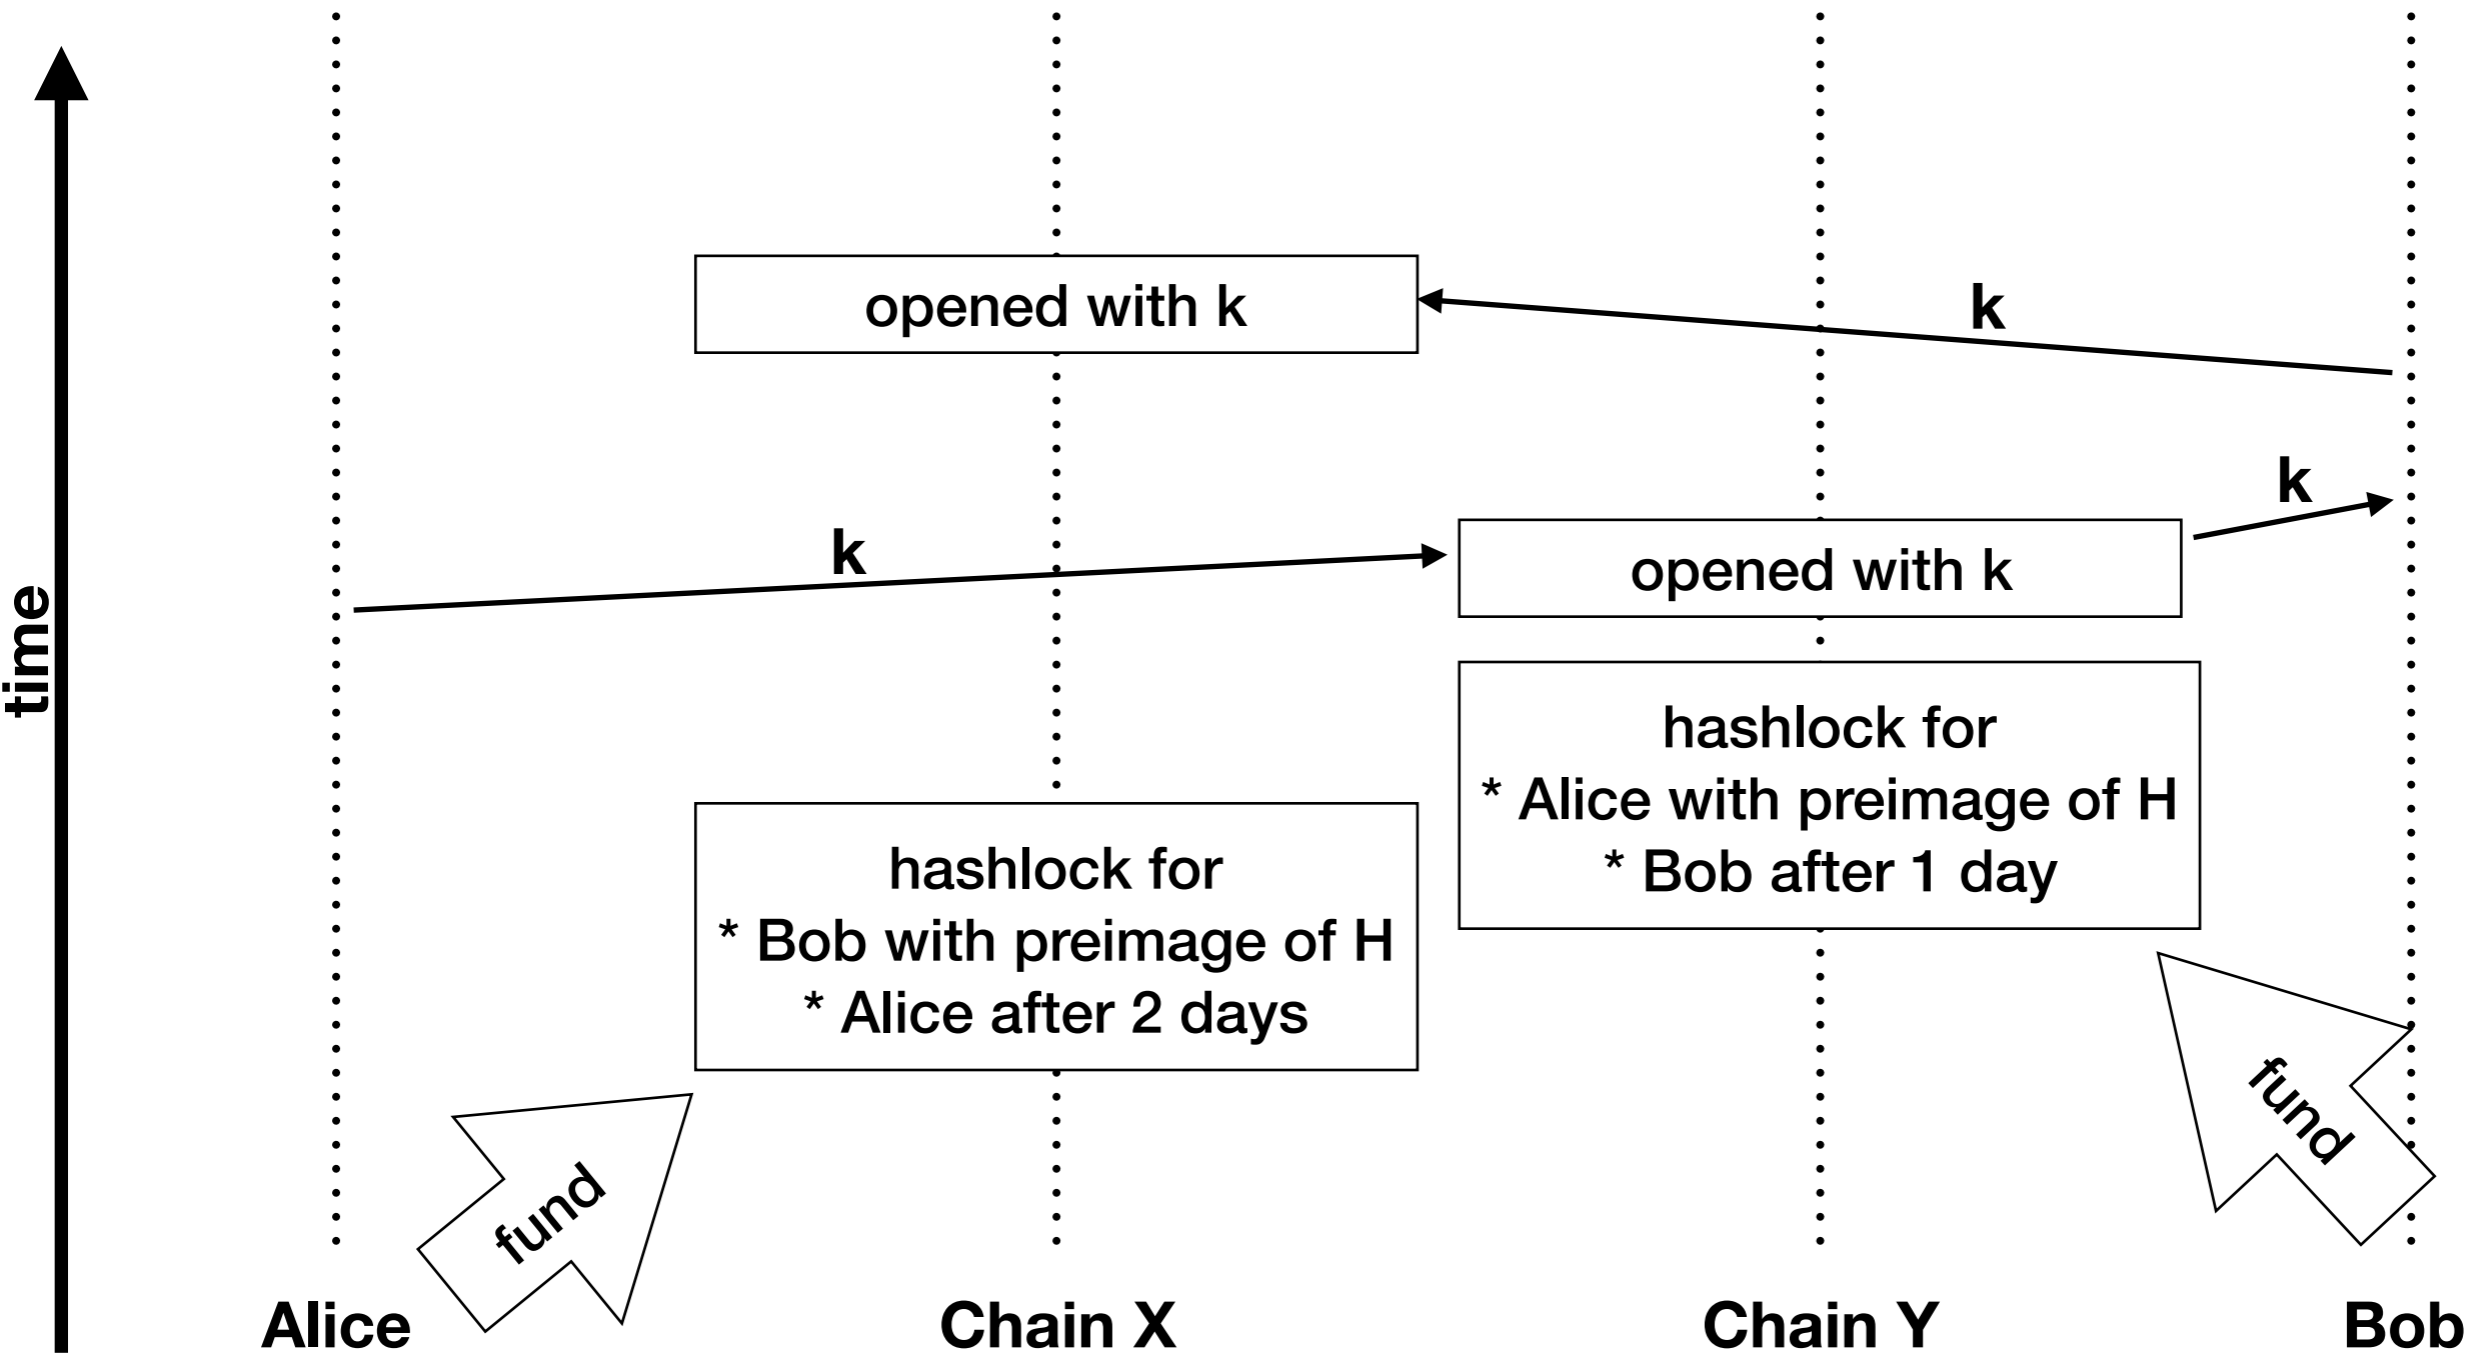 opened with k
k
k
k
opened with k
time
hashlock for
* Alice with preimage of H
* Bob after 1 day
hashlock for
* Bob with preimage of H
* Alice after 2 days
fund
fund
Alice
Chain X
Chain Y
Bob